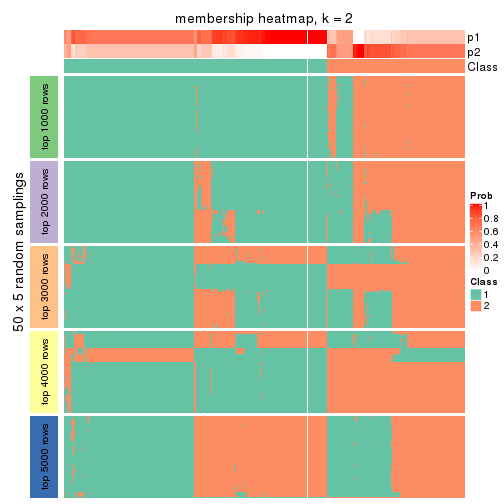 membership heatmap, k = 2
p1
p2
Class
50 x 5 random samplings
top 1000 rows
top 2000 rows
top 3000 rows
top 4000 rows
top 5000 rows
Prob
1
0.8
0.6
0.4
0.2
0
Class
1
2